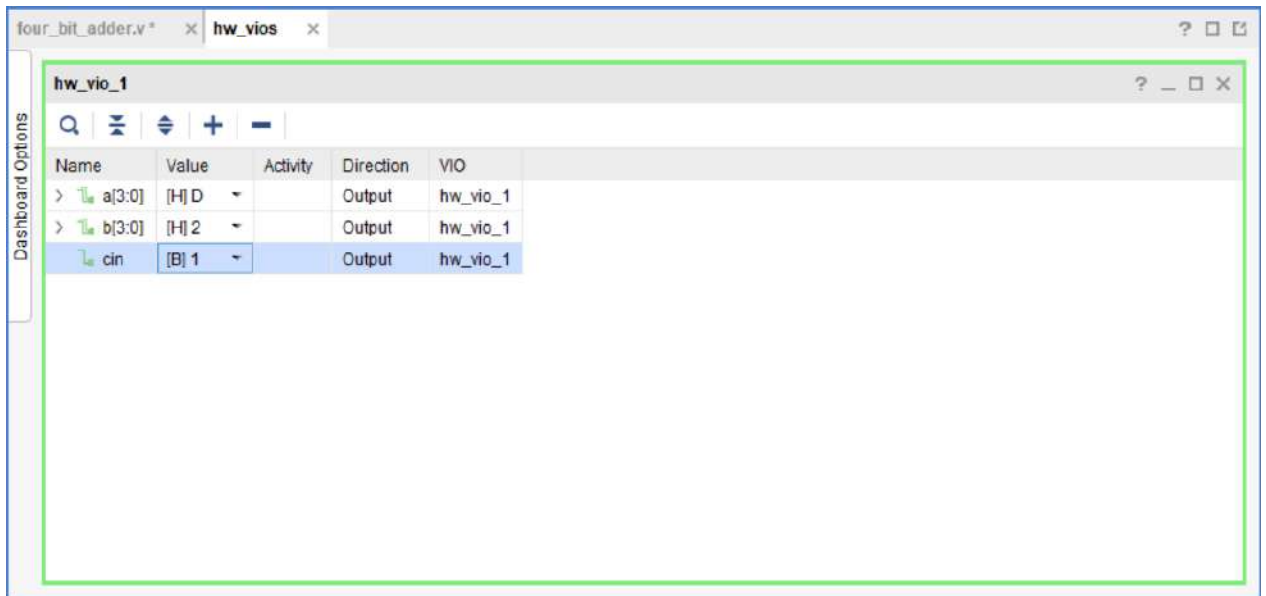 four_bit_adder.v * × hw_vios ×
?
Dashboard Options
hw_vio_1
?
Name Value Activity Direction VIO
a[3:0] [H] D Output hw_vio_1
b[3:0] [H] 2 Output hw_vio_1
cin [B] 1 Output hw_vio_1